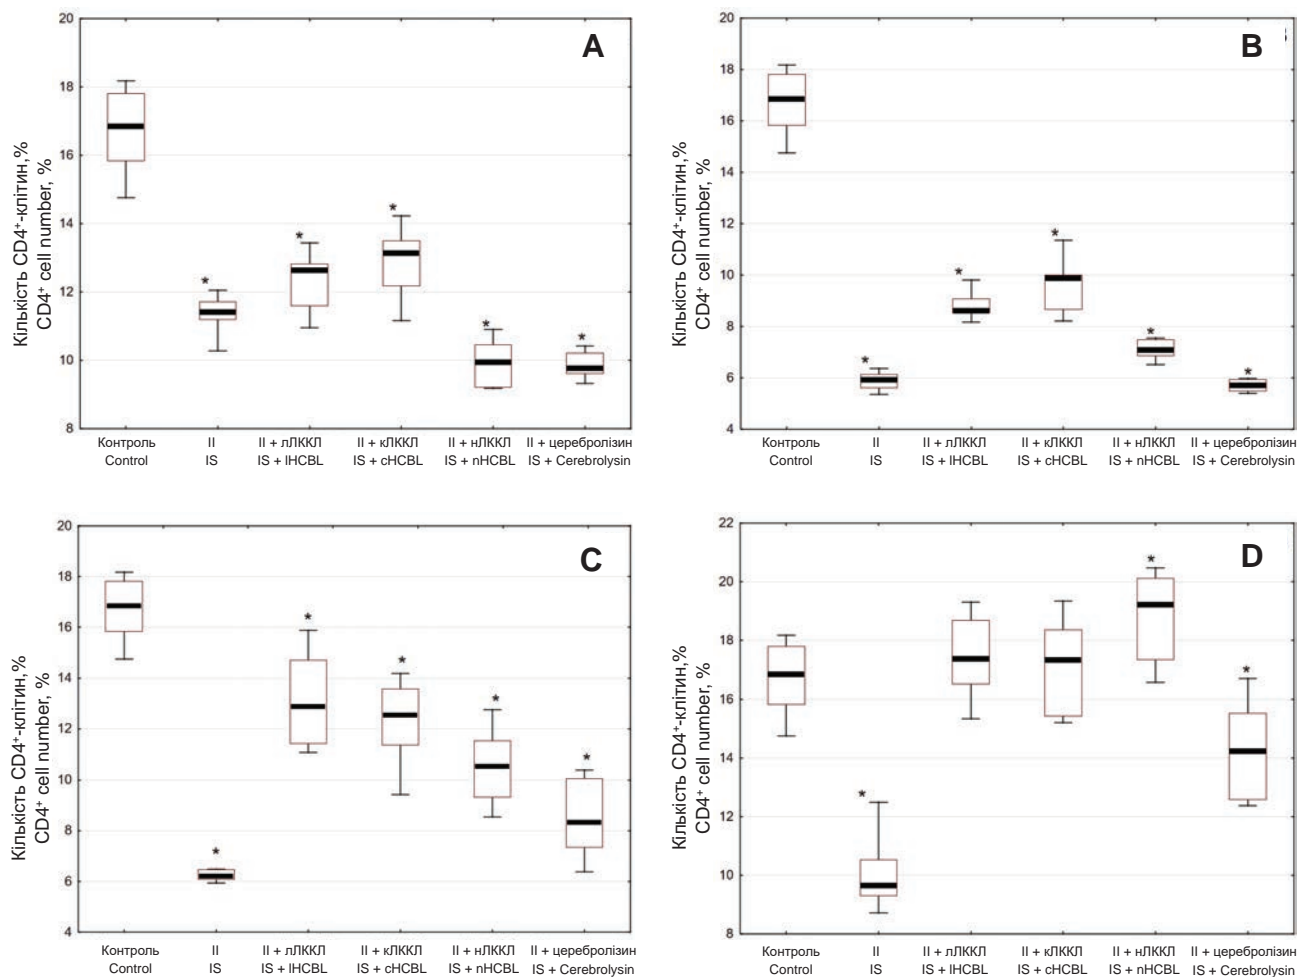 A
Кількість CD4⁺-клітин,%
CD4⁺ cell number, %
20
18
16
14
12
10
8
*
*
*
*
*
Контроль
Control
ІІ
IS
ІІ + лЛККЛ
IS + lHCBL
ІІ + кЛККЛ
IS + cHCBL
ІІ + нЛККЛ
IS + nHCBL
ІІ + церебролізин
IS + Cerebrolysin
B
Кількість CD4⁺-клітин,%
CD4⁺ cell number, %
20
18
16
14
12
10
8
6
4
*
*
*
*
*
Контроль
Control
ІІ
IS
ІІ + лЛККЛ
IS + lHCBL
ІІ + кЛККЛ
IS + cHCBL
ІІ + нЛККЛ
IS + nHCBL
ІІ + церебролізин
IS + Cerebrolysin
C
Кількість CD4⁺-клітин,%
CD4⁺ cell number, %
20
18
16
14
12
10
8
6
4
*
*
*
*
*
Контроль
Control
ІІ
IS
ІІ + лЛККЛ
IS + lHCBL
ІІ + кЛККЛ
IS + cHCBL
ІІ + нЛККЛ
IS + nHCBL
ІІ + церебролізин
IS + Cerebrolysin
D
Кількість CD4⁺-клітин,%
CD4⁺ cell number, %
22
20
18
16
14
12
10
8
*
*
*
Контроль
Control
ІІ
IS
ІІ + лЛККЛ
IS + lHCBL
ІІ + кЛККЛ
IS + cHCBL
ІІ + нЛККЛ
IS + nHCBL
ІІ + церебролізин
IS + Cerebrolysin